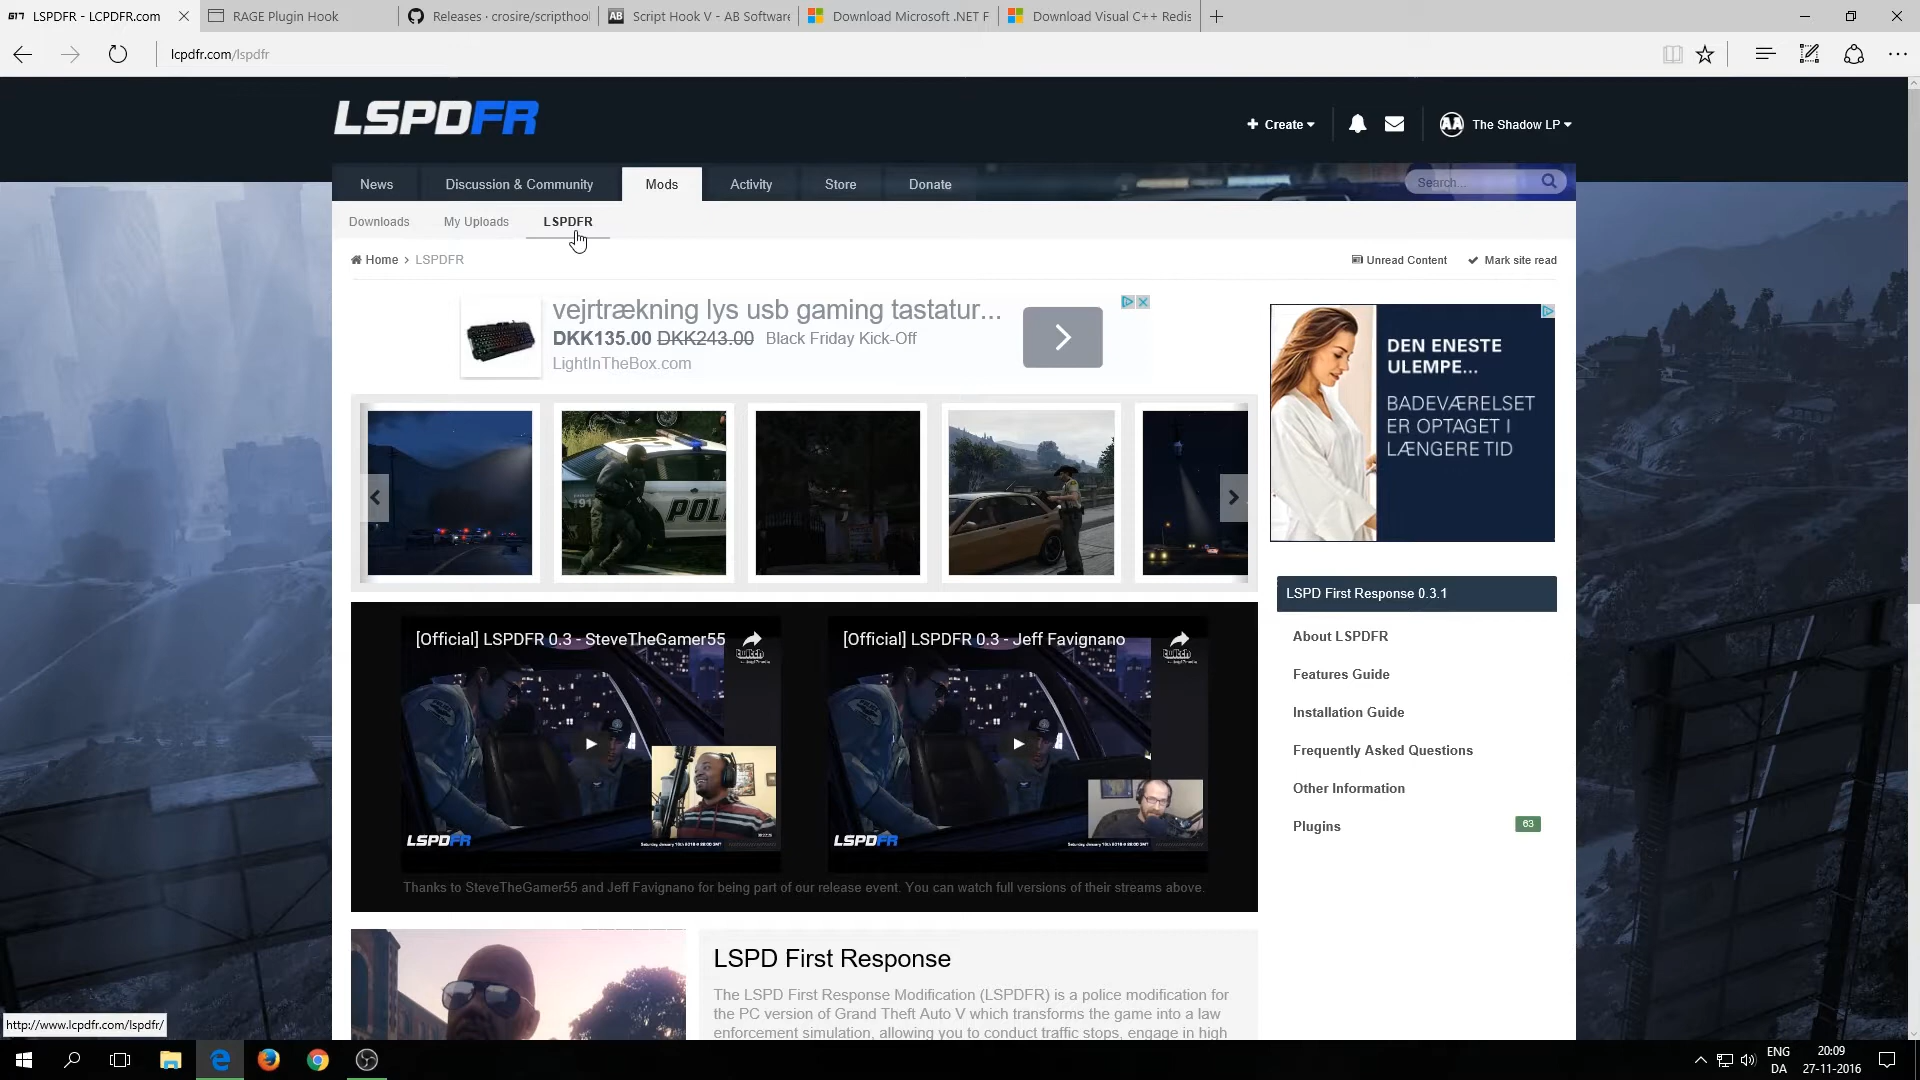 LSPDFR - LCPDFR.com
RAGE Plugin Hook
Releases · crosire/scripthool
AB Script Hook V - AB Software
Download Microsoft .NET F
Download Visual C++ Redis
lcpdfr.com/lspdfr
LSPDFR
+ Create
The Shadow LP
News
Discussion & Community
Mods
Activity
Store
Donate
Search...
Downloads
My Uploads
LSPDFR
Home > LSPDFR
Unread Content
Mark site read
vejrtrækning lys usb gaming tastatur...
DKK135.00 DKK243.00 Black Friday Kick-Off
LightInTheBox.com
DEN ENESTE
ULEMPE...
BADEVÆRELSET
ER OPTAGET I
LÆNGERE TID
911
POLI
LSPD First Response 0.3.1
About LSPDFR
Features Guide
Installation Guide
Frequently Asked Questions
Other Information
Plugins
63
[Official] LSPDFR 0.3 - SteveTheGamer55
twitch
LSPDFR
[Official] LSPDFR 0.3 - Jeff Favignano
twitch
LSPDFR
Thanks to SteveTheGamer55 and Jeff Favignano for being part of our release event. You can watch full versions of their streams above.
LSPD First Response
The LSPD First Response Modification (LSPDFR) is a police modification for
the PC version of Grand Theft Auto V which transforms the game into a law
enforcement simulation, allowing you to conduct traffic stops, engage in high
http://www.lcpdfr.com/lspdfr/
ENG
DA
20:09
27-11-2016